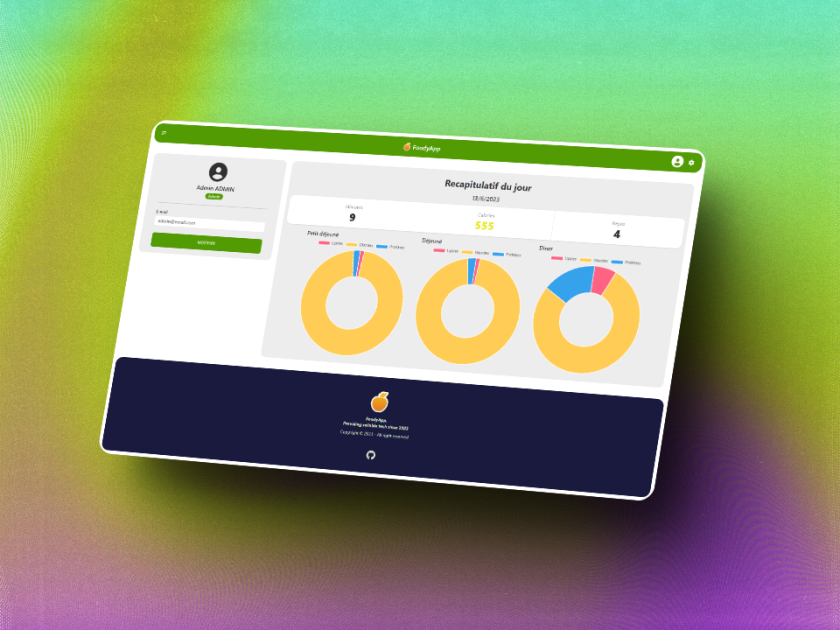 FoodyApp
Admin ADMIN
Admin
E-mail
admin@email.com
Recapitulatif du jour
13/6/2023
Aliments
9
Calories
555
Repas
4
Petit déjeuné
Lipides Glucides Protéines
Déjeuné
Lipides Glucides Protéines
Diner
Lipides Glucides Protéines
FoodyApp
Providing reliable tech since 2023
Copyright © 2023 - All right reserved